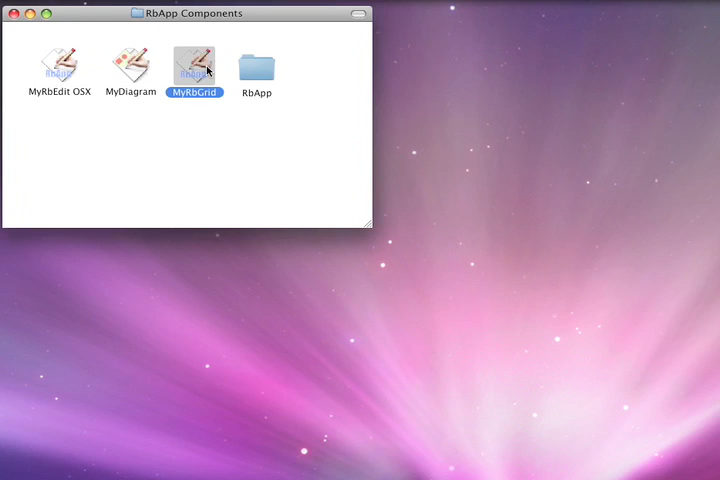 RbApp Components
MyRbEdit OSX
MyDiagram
MyRbGrid
RbApp